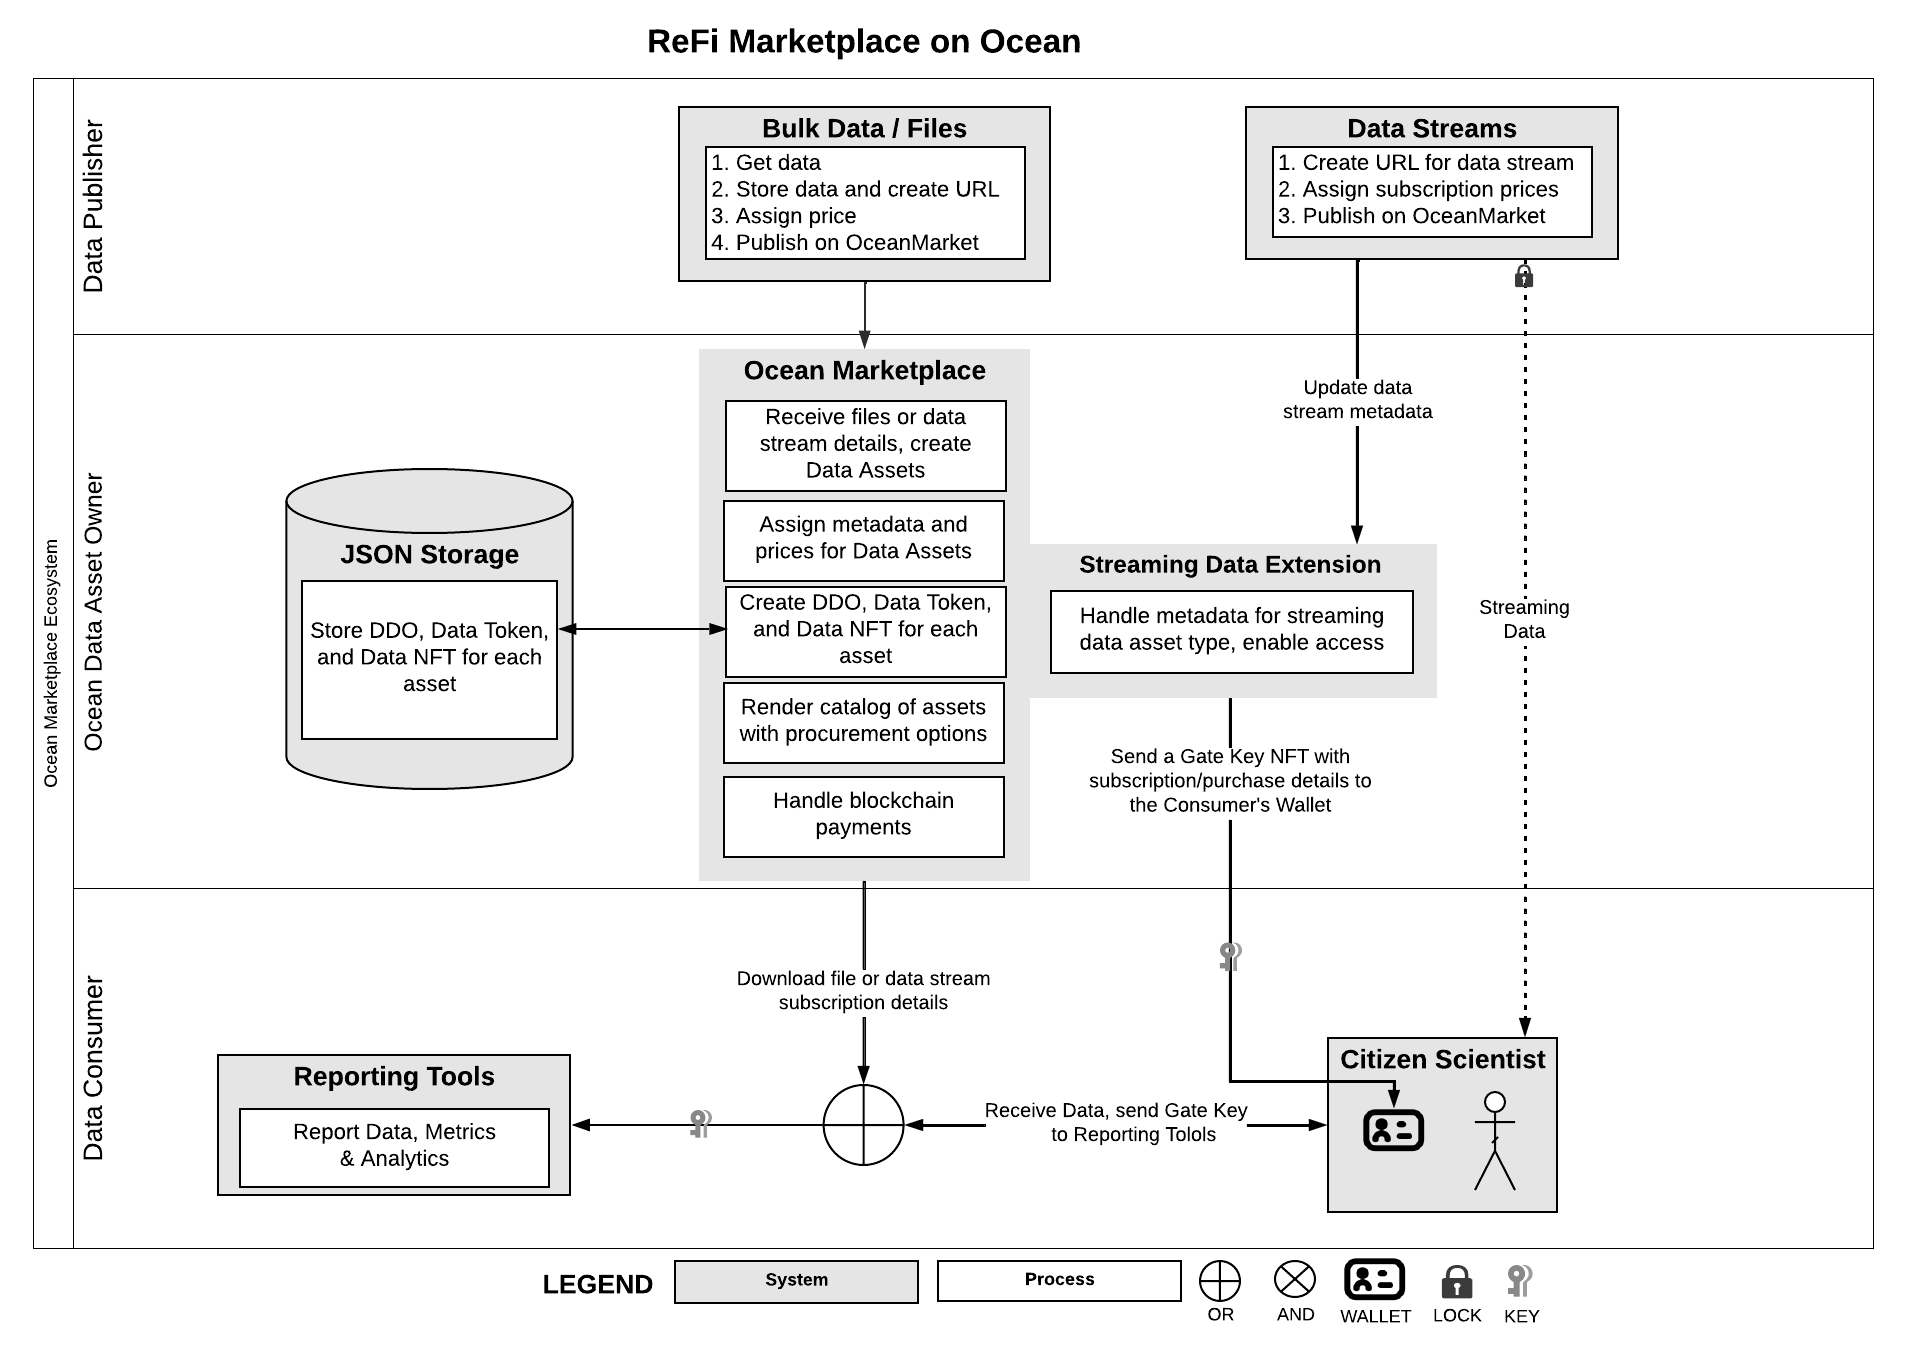 ReFi Marketplace on Ocean
Ocean Marketplace Ecosystem
Data Publisher
Bulk Data / Files
1. Get data
2. Store data and create URL
3. Assign price
4. Publish on OceanMarket
Data Streams
1. Create URL for data stream
2. Assign subscription prices
3. Publish on OceanMarket
Ocean Data Asset Owner
JSON Storage
Store DDO, Data Token,
and Data NFT for each
asset
Ocean Marketplace
Receive files or data
stream details, create
Data Assets
Assign metadata and
prices for Data Assets
Create DDO, Data Token,
and Data NFT for each
asset
Render catalog of assets
with procurement options
Handle blockchain
payments
Update data
stream metadata
Streaming Data Extension
Handle metadata for streaming
data asset type, enable access
Streaming
Data
Send a Gate Key NFT with
subscription/purchase details to
the Consumer's Wallet
Data Consumer
Download file or data stream
subscription details
Reporting Tools
Report Data, Metrics
& Analytics
Receive Data, send Gate Key
to Reporting Tolols
Citizen Scientist
LEGEND
System
Process
OR
AND
WALLET
LOCK
KEY